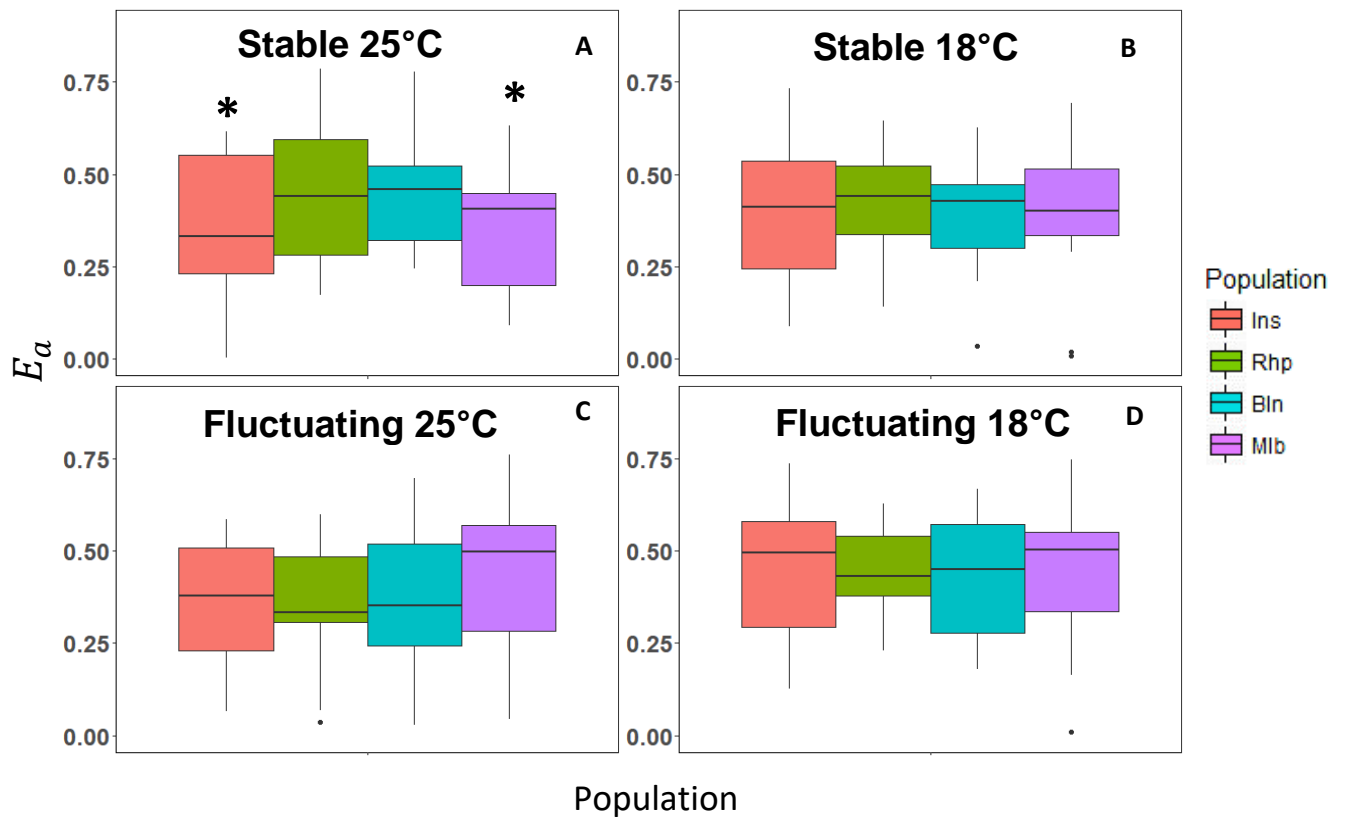 Stable 25°C
A
Stable 18°C
B
*
*
0.75
0.50
0.25
0.00
0.75
0.50
0.25
0.00
Fluctuating 25°C
C
Fluctuating 18°C
D
0.75
0.50
0.25
0.00
0.75
0.50
0.25
0.00
Eₐ
Population
Population
Ins
Rhp
Bln
Mlb